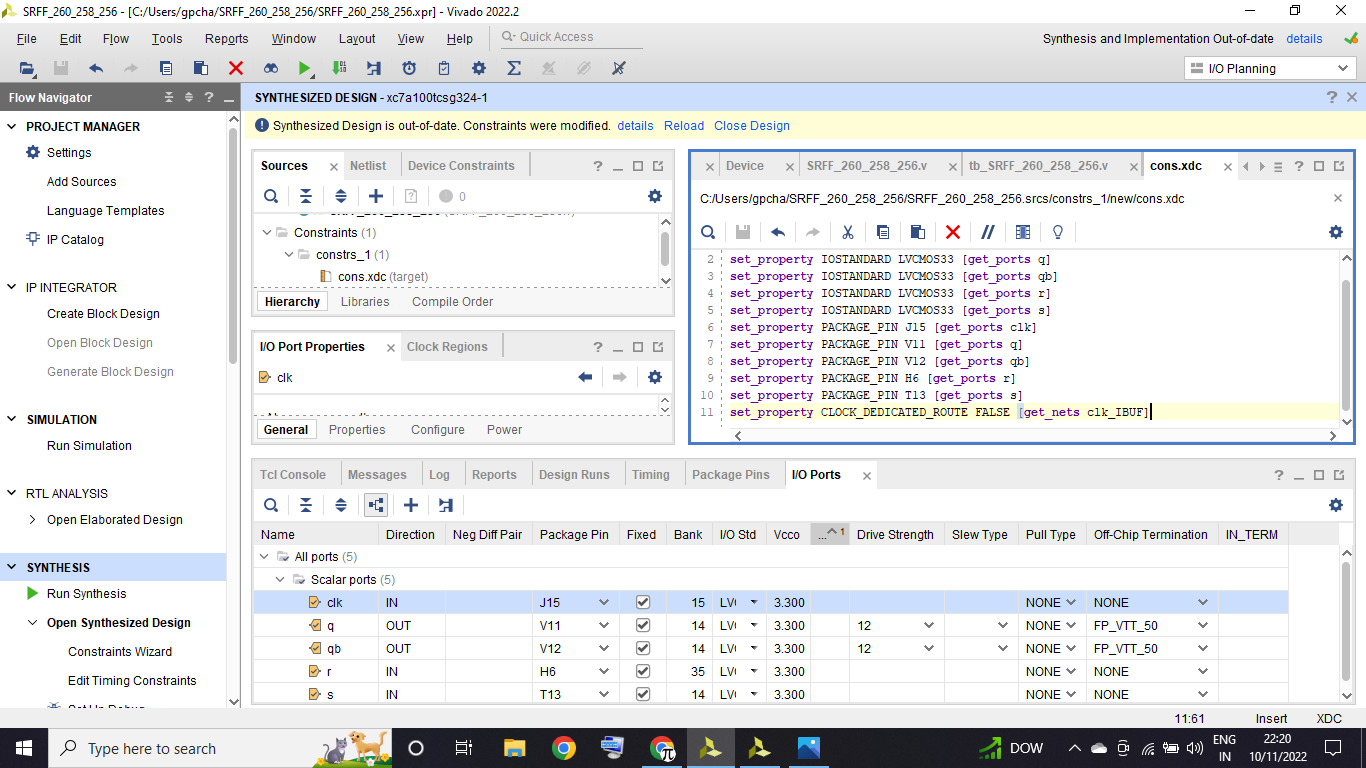 SRFF_260_258_256 - [C:/Users/gpcha/SRFF_260_258_256/SRFF_260_258_256.xpr] - Vivado 2022.2
File Edit Flow Tools Reports Window Layout View Help Quick Access
Synthesis and Implementation Out-of-date details
I/O Planning
Flow Navigator
SYNTHESIZED DESIGN - xc7a100tcsg324-1
Synthesized Design is out-of-date. Constraints were modified. details Reload Close Design
PROJECT MANAGER
Settings
Add Sources
Language Templates
IP Catalog
IP INTEGRATOR
Create Block Design
Open Block Design
Generate Block Design
SIMULATION
Run Simulation
RTL ANALYSIS
Open Elaborated Design
SYNTHESIS
Run Synthesis
Open Synthesized Design
Constraints Wizard
Edit Timing Constraints
Sources Netlist Device Constraints
0
Constraints (1)
constrs_1 (1)
cons.xdc (target)
Hierarchy Libraries Compile Order
I/O Port Properties Clock Regions
clk
General Properties Configure Power
Device SRFF_260_258_256.v tb_SRFF_260_258_256.v cons.xdc
C:/Users/gpcha/SRFF_260_258_256/SRFF_260_258_256.srcs/constrs_1/new/cons.xdc
2 set_property IOSTANDARD LVCMOS33 [get_ports q]
3 set_property IOSTANDARD LVCMOS33 [get_ports qb]
4 set_property IOSTANDARD LVCMOS33 [get_ports r]
5 set_property IOSTANDARD LVCMOS33 [get_ports s]
6 set_property PACKAGE_PIN J15 [get_ports clk]
7 set_property PACKAGE_PIN V11 [get_ports q]
8 set_property PACKAGE_PIN V12 [get_ports qb]
9 set_property PACKAGE_PIN H6 [get_ports r]
10 set_property PACKAGE_PIN T13 [get_ports s]
11 set_property CLOCK_DEDICATED_ROUTE FALSE [get_nets clk_IBUF]
Tcl Console Messages Log Reports Design Runs Timing Package Pins I/O Ports
Name Direction Neg Diff Pair Package Pin Fixed Bank I/O Std Vcco ... 1 Drive Strength Slew Type Pull Type Off-Chip Termination IN_TERM
All ports (5)
Scalar ports (5)
clk IN J15 15 LV 3.300 NONE NONE
q OUT V11 14 LV 3.300 12 NONE FP_VTT_50
qb OUT V12 14 LV 3.300 12 NONE FP_VTT_50
r IN H6 35 LV 3.300 NONE NONE
s IN T13 14 LV 3.300 NONE NONE
11:61 Insert XDC
Type here to search
DOW
ENG
IN
22:20
10/11/2022